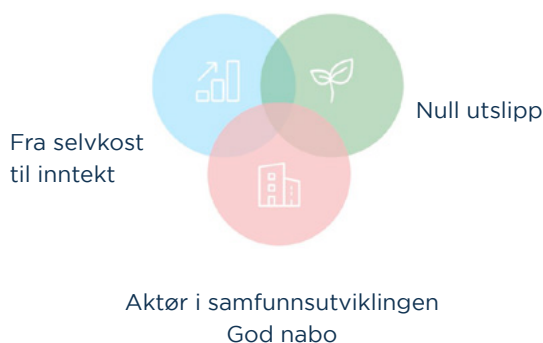 Null utslipp
Fra selvkost
til inntekt
Aktør i samfunnsutviklingen
God nabo